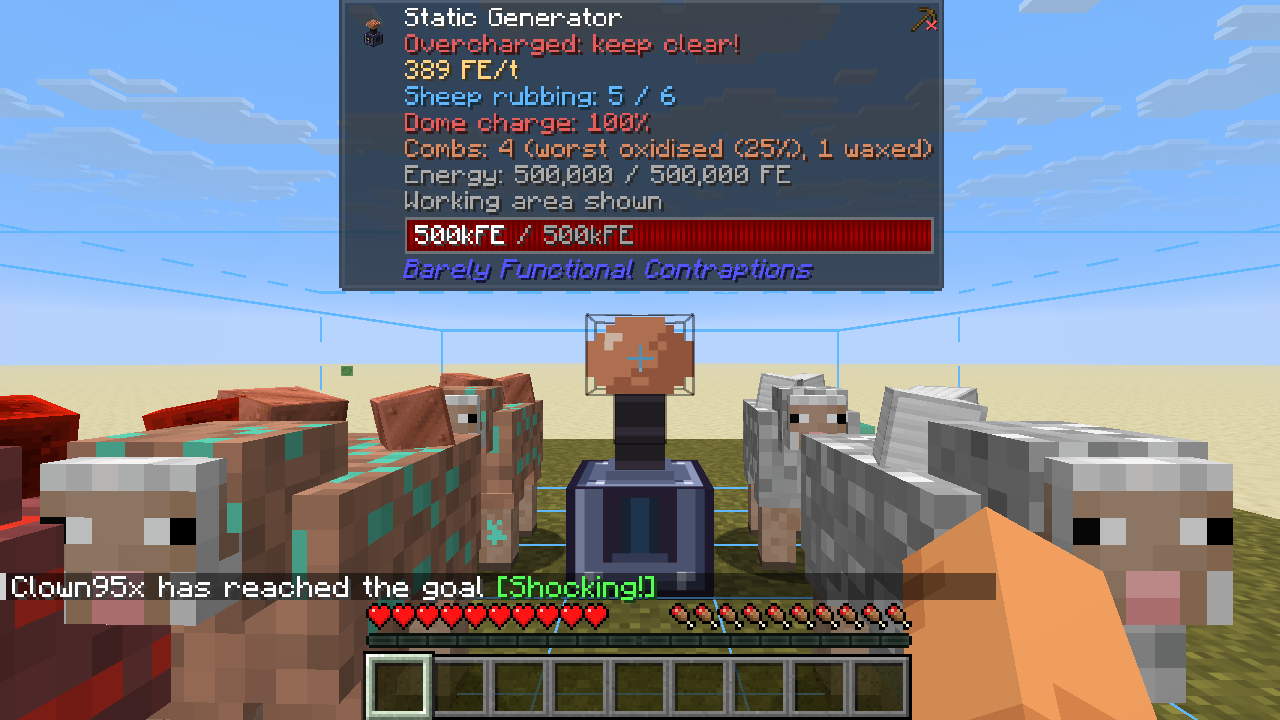 Static Generator
Overcharged: keep clear!
389 FE/t
Sheep rubbing: 5 / 6
Dome charge: 100%
Combs: 4 (worst oxidised (25%), 1 waxed)
Energy: 500,000 / 500,000 FE
Working area shown
500kFE / 500kFE
Barely Functional Contraptions
Clown95x has reached the goal [Shocking!]